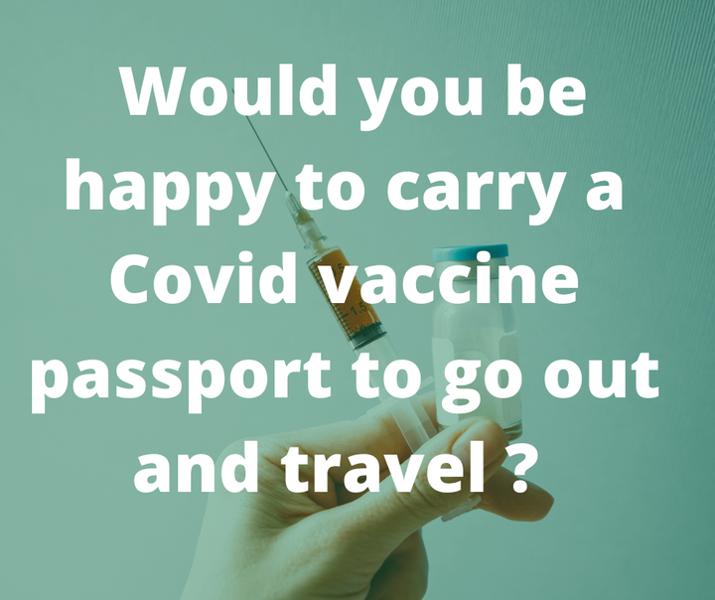 Would you be
happy to carry a
Covid vaccine
passport to go out
and travel ?